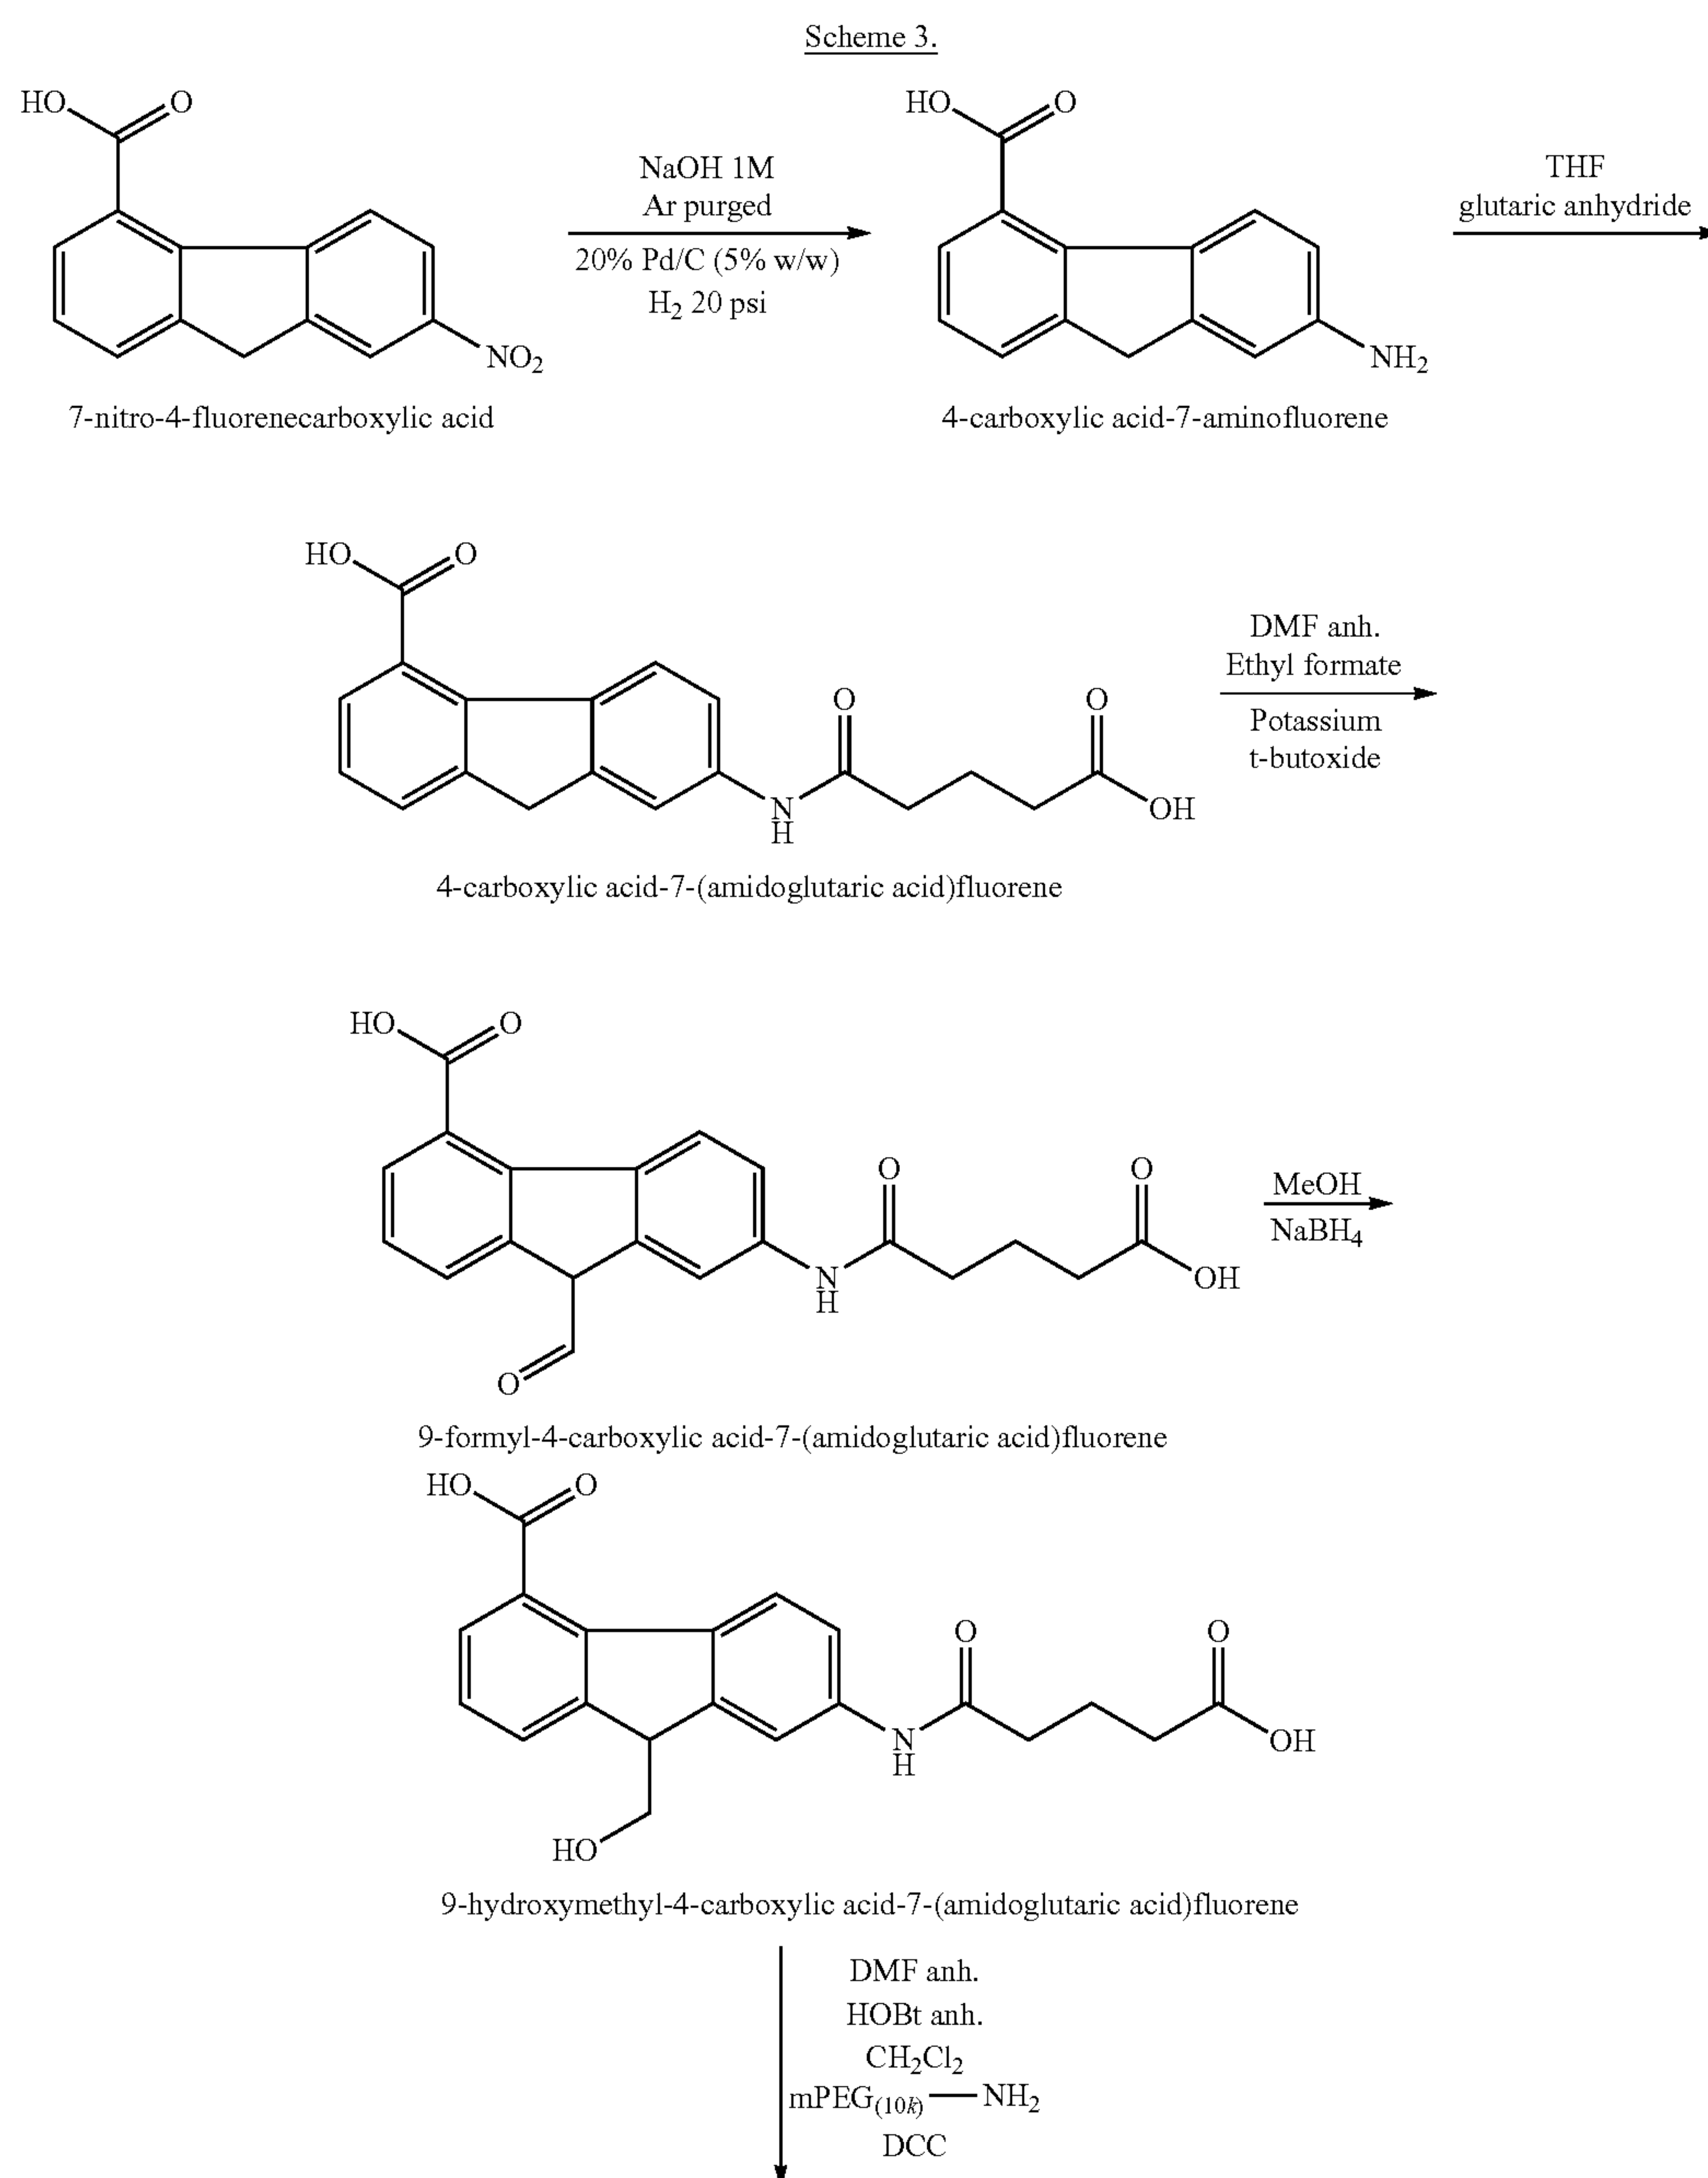 Scheme 3.
HO O
HO O
NaOH 1M
Ar purged
20% Pd/C (5% w/w)
H2 20 psi
THF
glutaric anhydride
NO2
NH2
7-nitro-4-fluorenecarboxylic acid
4-carboxylic acid-7-aminofluorene
HO O
O O
N
H
OH
DMF anh.
Ethyl formate
Potassium
t-butoxide
4-carboxylic acid-7-(amidoglutaric acid)fluorene
HO O
O O
N
H
OH
O
MeOH
NaBH4
9-formyl-4-carboxylic acid-7-(amidoglutaric acid)fluorene
HO O
O O
N
H
OH
HO
9-hydroxymethyl-4-carboxylic acid-7-(amidoglutaric acid)fluorene
DMF anh.
HOBt anh.
CH2Cl2
mPEG(10k)—NH2
DCC